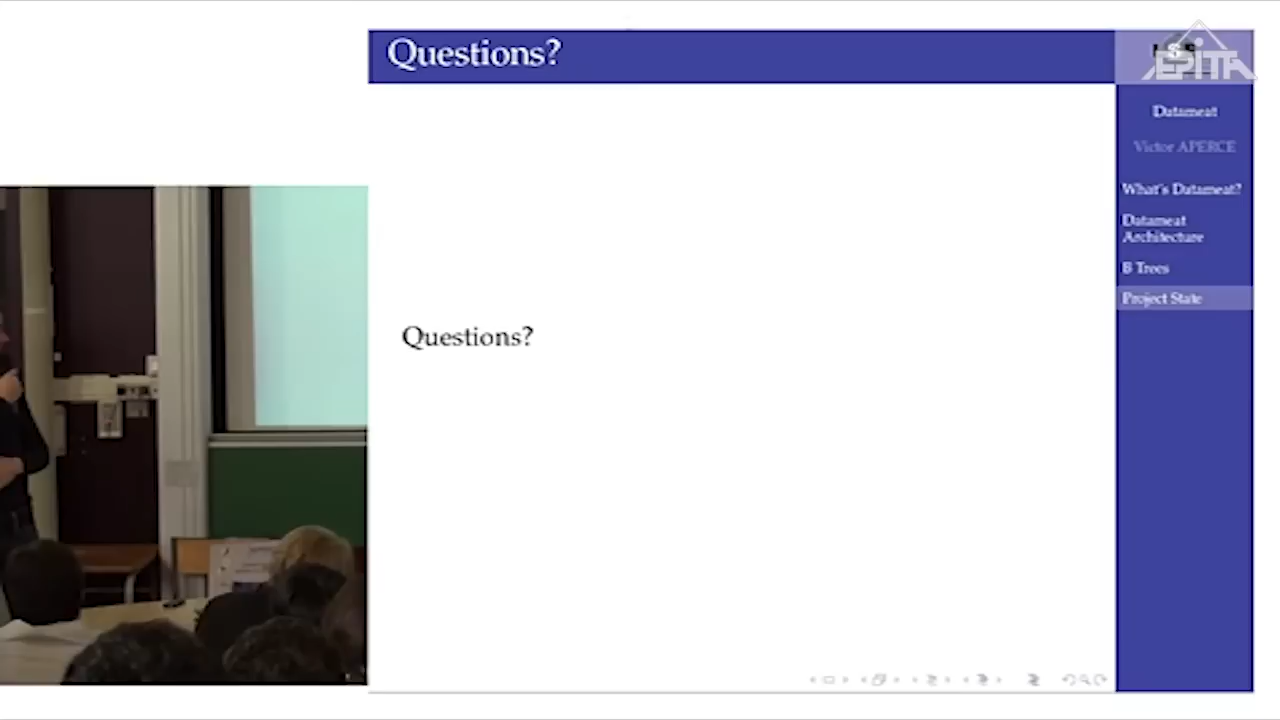 Questions?
EPITA
Datameat
Victor APERCE
What's Datameat?
Datameat
Architecture
B Trees
Project State
Questions?